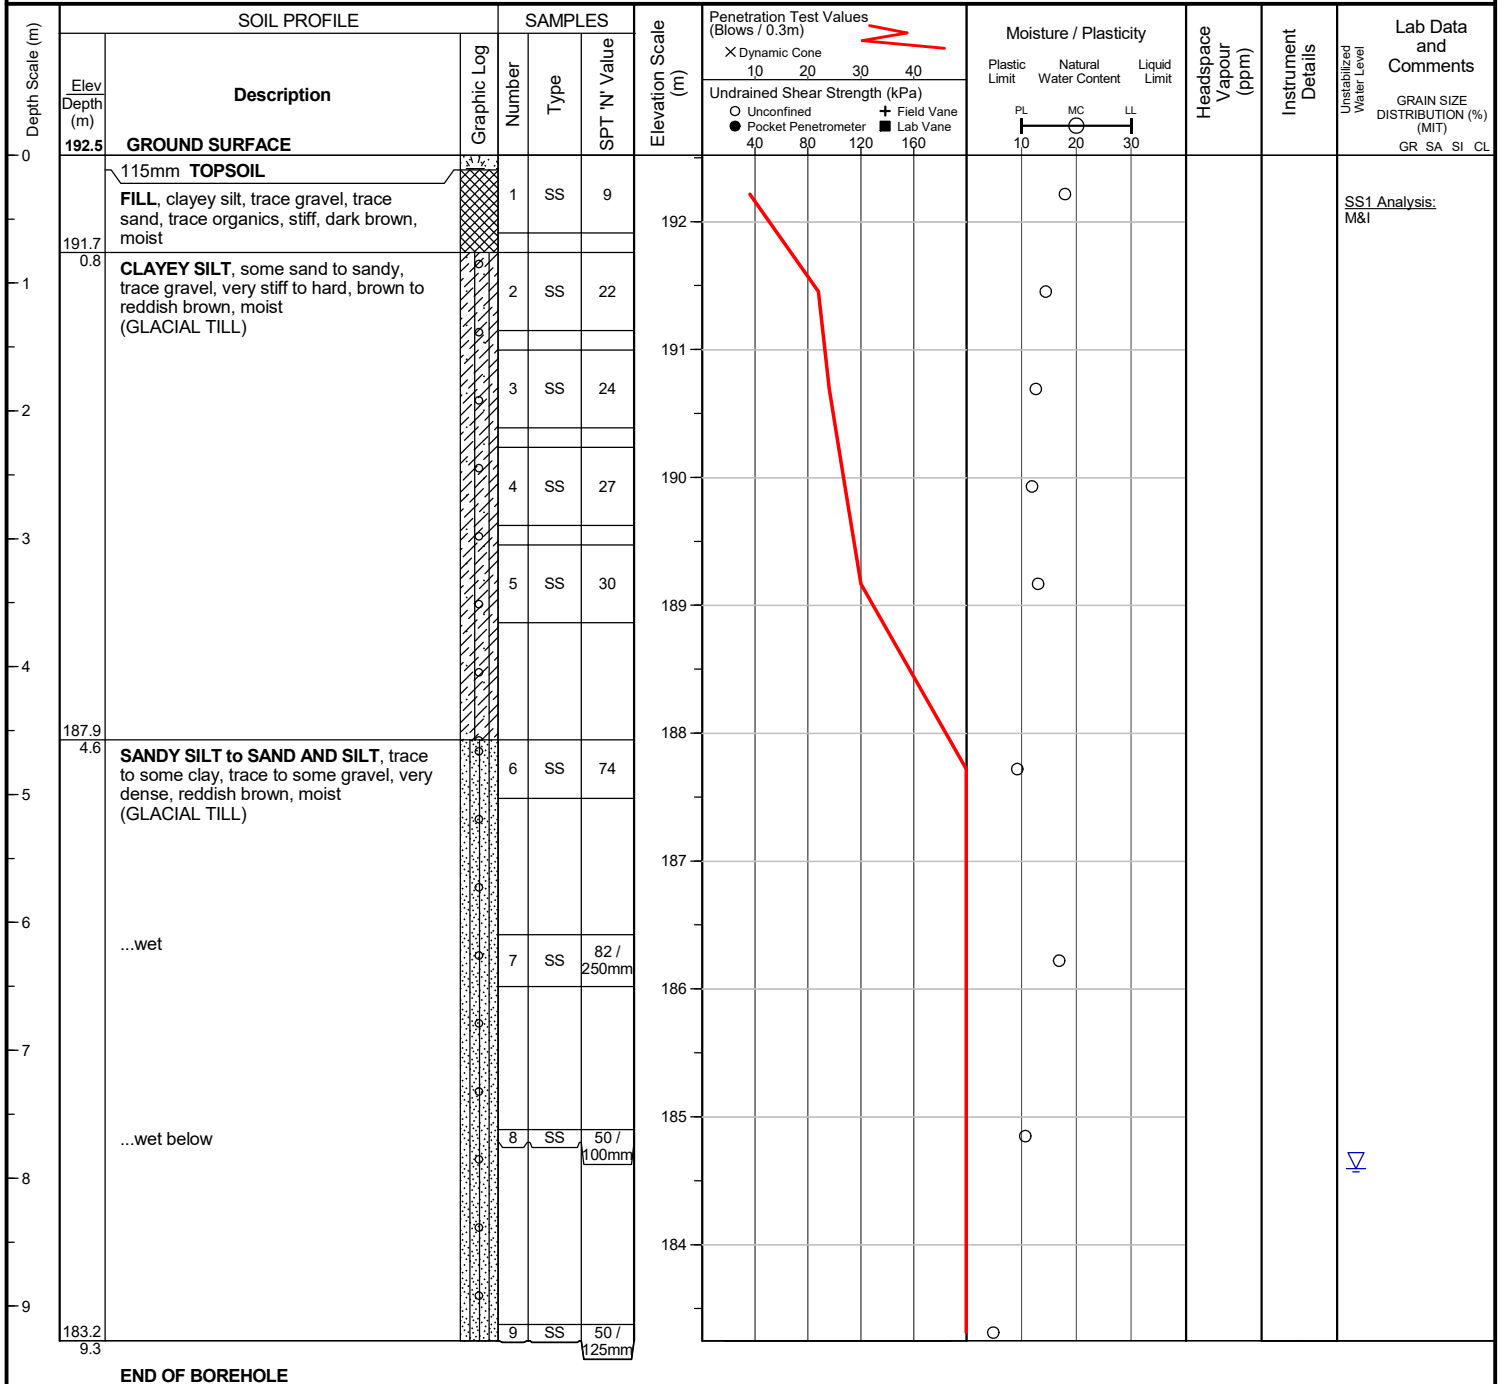 SOIL PROFILE
SAMPLES
Depth Scale (m)
Elev
Depth
(m)
192.5
Description
GROUND SURFACE
Graphic Log
Number
Type
SPT 'N' Value
Elevation Scale
(m)
Penetration Test Values
(Blows / 0.3m)
Dynamic Cone
10 20 30 40
Undrained Shear Strength (kPa)
Unconfined Field Vane
Pocket Penetrometer Lab Vane
40 80 120 160
Moisture / Plasticity
Plastic Natural Liquid
Limit Water Content Limit
PL MC LL
10 20 30
Headspace
Vapour
(ppm)
Instrument
Details
Unstabilized
Water Level
Lab Data
and
Comments
GRAIN SIZE
DISTRIBUTION (%)
(MIT)
GR SA SI CL
0
115mm TOPSOIL
FILL, clayey silt, trace gravel, trace
sand, trace organics, stiff, dark brown,
moist
1 SS 9
192
SS1 Analysis:
M&I
191.7
0.8
CLAYEY SILT, some sand to sandy,
trace gravel, very stiff to hard, brown to
reddish brown, moist
(GLACIAL TILL)
1
2 SS 22
191
3 SS 24
2
190
4 SS 27
3
5 SS 30
189
4
187.9
4.6
188
SANDY SILT to SAND AND SILT, trace
to some clay, trace to some gravel, very
dense, reddish brown, moist
(GLACIAL TILL)
6 SS 74
5
187
6
...wet
7 SS 82 /
250mm
186
7
185
...wet below
8 SS 50 /
100mm
8
184
9
183.2
9.3
9 SS 50 /
125mm
END OF BOREHOLE